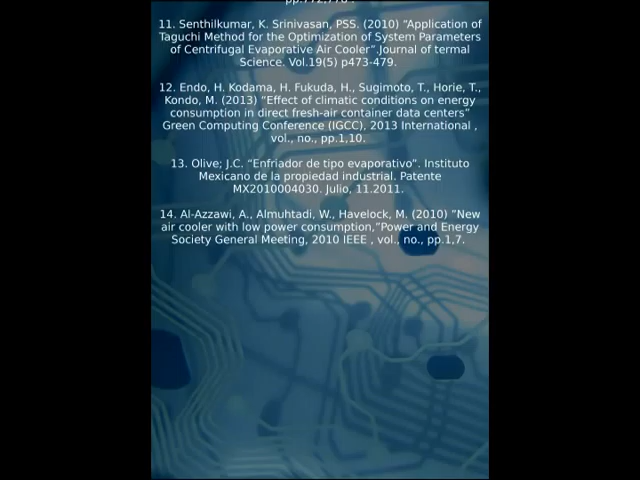 11. Senthilkumar, K. Srinivasan, PSS. (2010) “Application of
Taguchi Method for the Optimization of System Parameters
of Centrifugal Evaporative Air Cooler”.Journal of termal
Science. Vol.19(5) p473-479.
12. Endo, H. Kodama, H. Fukuda, H., Sugimoto, T., Horie, T.,
Kondo, M. (2013) “Effect of climatic conditions on energy
consumption in direct fresh-air container data centers”
Green Computing Conference (IGCC), 2013 International ,
vol., no., pp.1,10.
13. Olive; J.C. “Enfriador de tipo evaporativo”. Instituto
Mexicano de la propiedad industrial. Patente
MX2010004030. Julio, 11.2011.
14. Al-Azzawi, A., Almuhtadi, W., Havelock, M. (2010) “New
air cooler with low power consumption,”Power and Energy
Society General Meeting, 2010 IEEE , vol., no., pp.1,7.